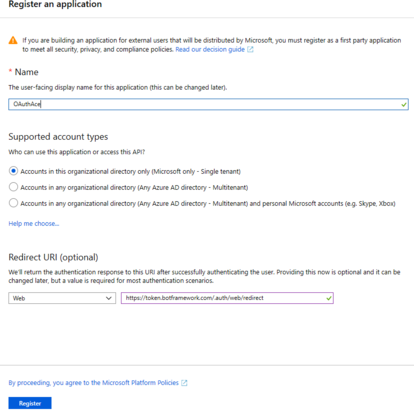 Register an application
If you are building an application for external users that will be distributed by Microsoft, you must register as a first party application
to meet all security, privacy, and compliance policies. Read our decision guide
* Name
The user-facing display name for this application (this can be changed later).
OAuthAce
Supported account types
Who can use this application or access this API?
Accounts in this organizational directory only (Microsoft only - Single tenant)
Accounts in any organizational directory (Any Azure AD directory - Multitenant)
Accounts in any organizational directory (Any Azure AD directory - Multitenant) and personal Microsoft accounts (e.g. Skype, Xbox)
Help me choose...
Redirect URI (optional)
We'll return the authentication response to this URI after successfully authenticating the user. Providing this now is optional and it can be
changed later, but a value is required for most authentication scenarios.
Web https://token.botframework.com/.auth/web/redirect
By proceeding, you agree to the Microsoft Platform Policies
Register